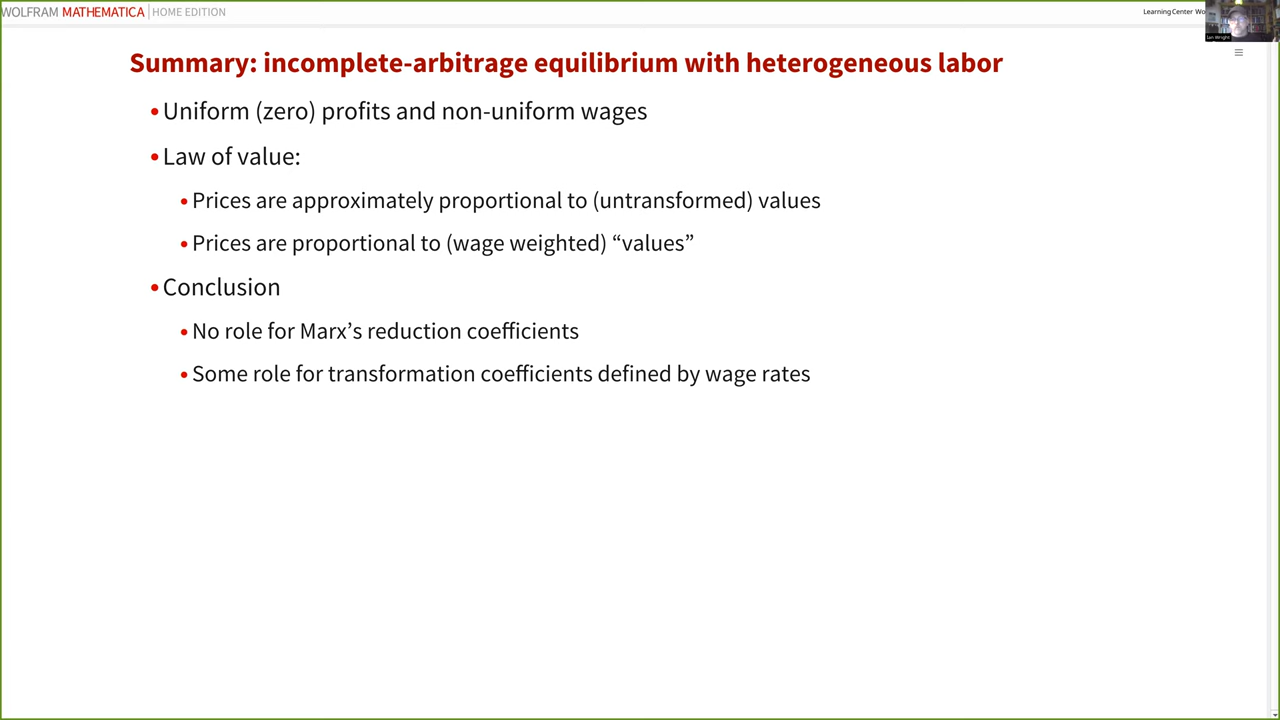 WOLFRAM MATHEMATICA | HOME EDITION
Learning Center Wo
Ian Wright
Summary: incomplete-arbitrage equilibrium with heterogeneous labor
•Uniform (zero) profits and non-uniform wages
•Law of value:
•Prices are approximately proportional to (untransformed) values
•Prices are proportional to (wage weighted) “values”
•Conclusion
•No role for Marx’s reduction coefficients
•Some role for transformation coefficients defined by wage rates